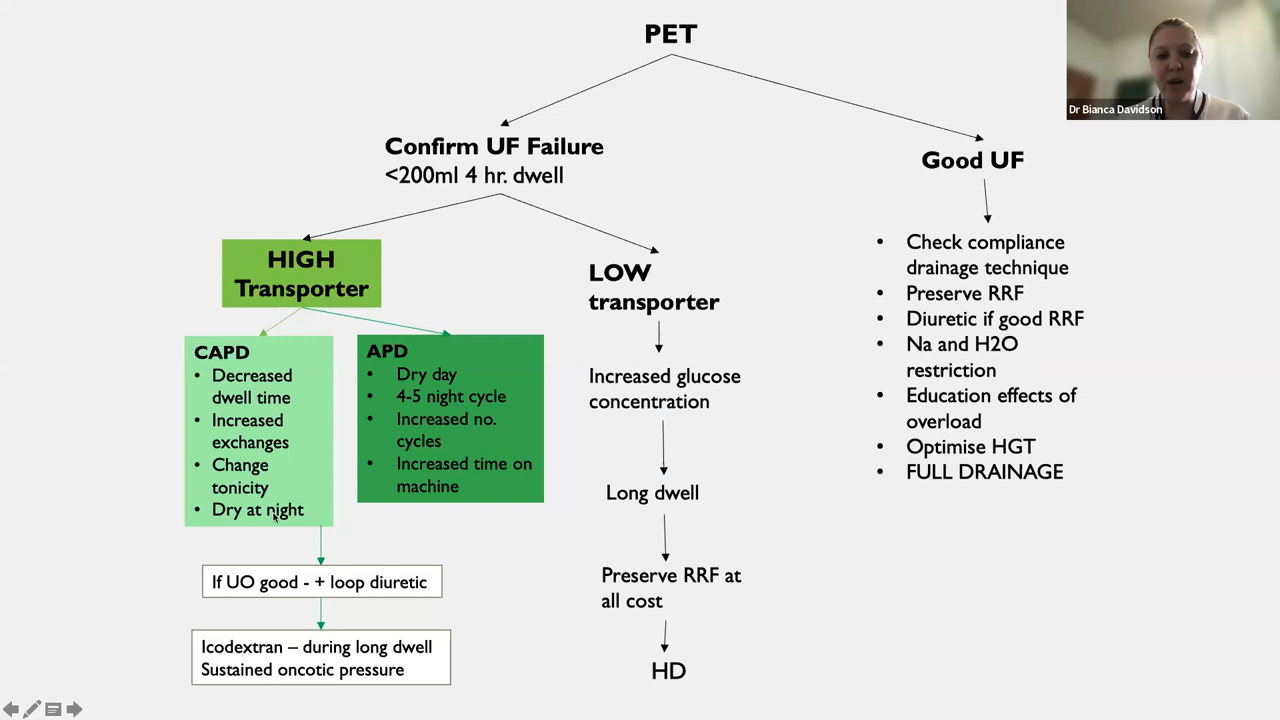 PET
Dr Bianca Davidson
Confirm UF Failure
<200ml 4 hr. dwell
Good UF
HIGH
Transporter
LOW
transporter
CAPD
• Decreased
dwell time
• Increased
exchanges
• Change
tonicity
• Dry at night
APD
• Dry day
• 4-5 night cycle
• Increased no.
cycles
• Increased time on
machine
If UO good - + loop diuretic
Icodextran – during long dwell
Sustained oncotic pressure
Increased glucose
concentration
Long dwell
Preserve RRF at
all cost
HD
• Check compliance
drainage technique
• Preserve RRF
• Diuretic if good RRF
• Na and H2O
restriction
• Education effects of
overload
• Optimise HGT
• FULL DRAINAGE